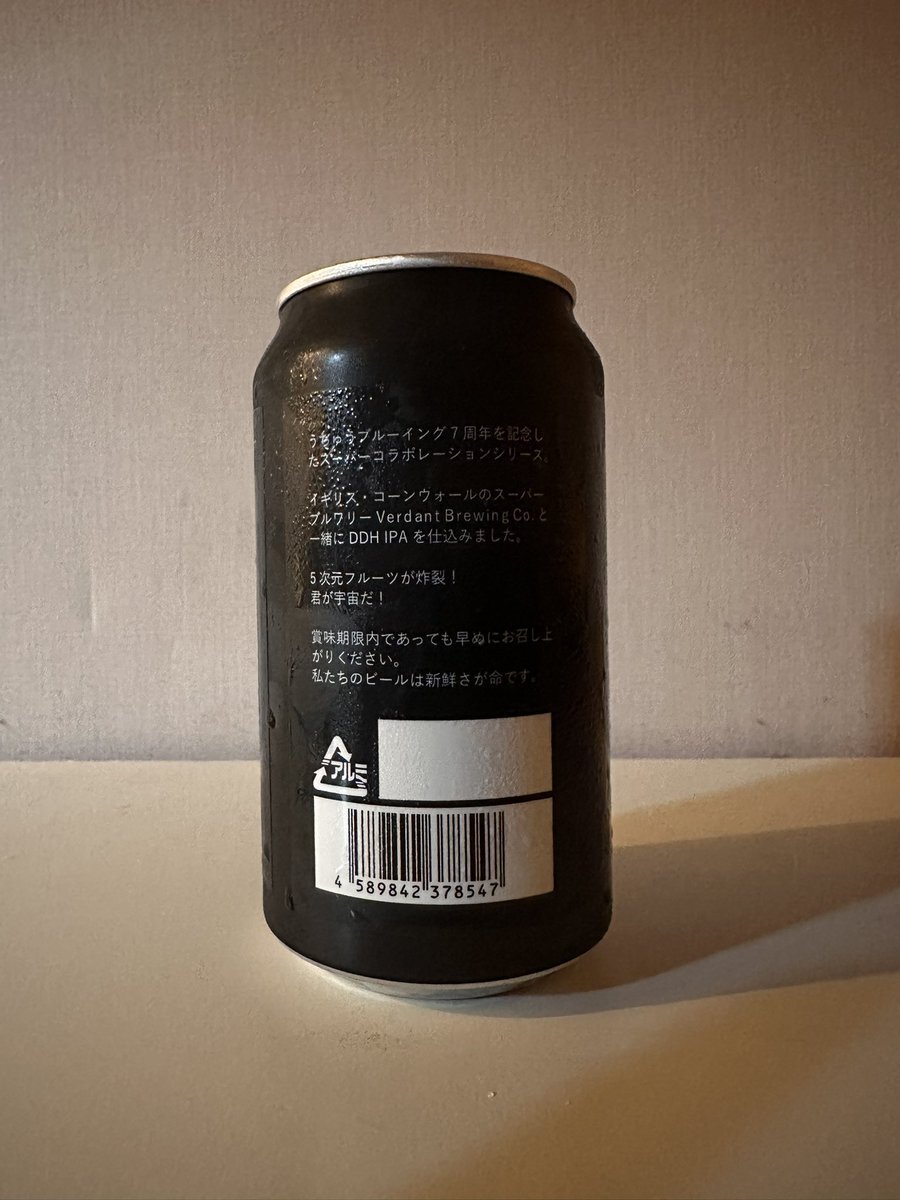 うちゅうブルーイング7周年を記念し
たスーパーコラボレーションシリーズ。
イギリス・コーンウォールのスーパー
ブルワリー Verdant Brewing Co. と
一緒に DDH IPA を仕込みました。
5次元フルーツが炸裂！
君が宇宙だ！
賞味期限内であっても早ぬにお召し上
がりください。
私たちのビールは新鮮さが命です。
アルミ
4 589842 378547